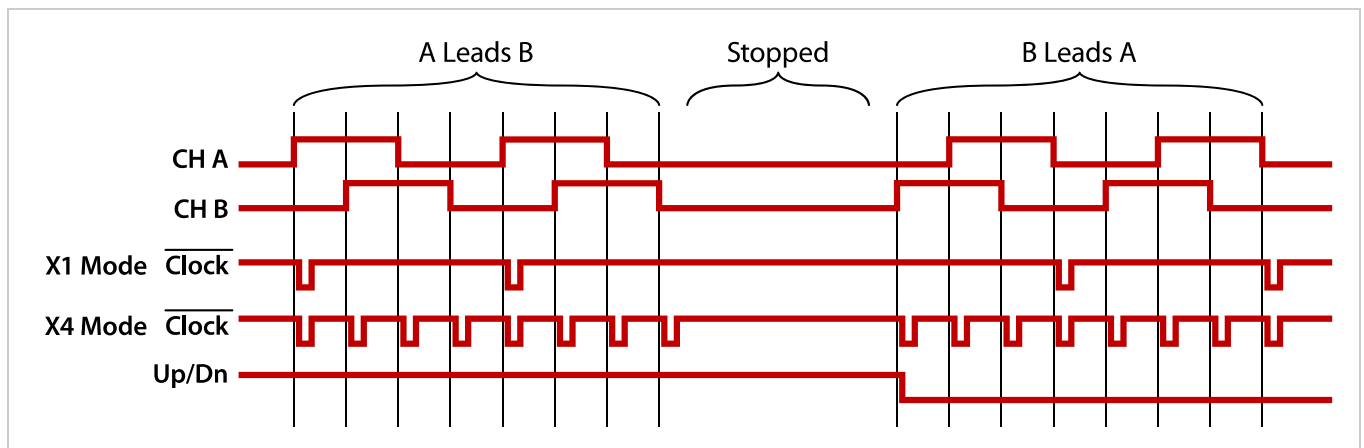 A Leads B Stopped B Leads A
CH A
CH B
X1 Mode Clock
X4 Mode Clock
Up/Dn